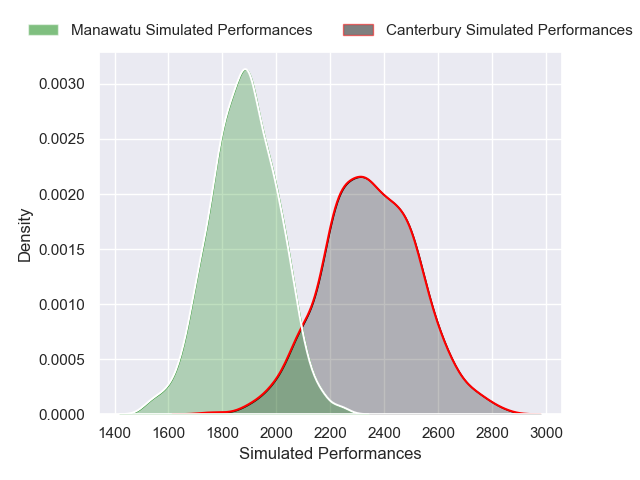 Manawatu Simulated Performances Canterbury Simulated Performances
0.0030
0.0025
0.0020
0.0015
0.0010
0.0005
0.0000
Density
1400 1600 1800 2000 2200 2400 2600 2800 3000
Simulated Performances